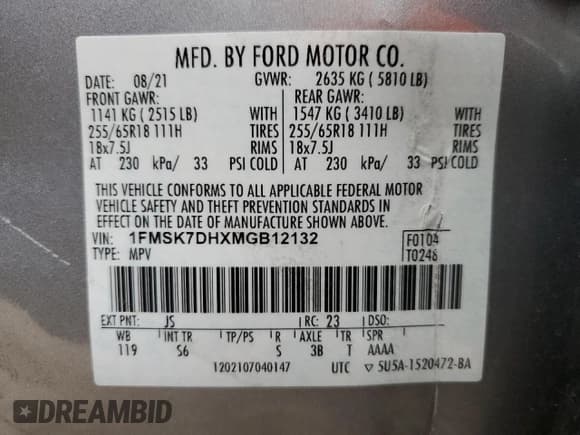 MFD. BY FORD MOTOR CO.
DATE: 08/21 GVWR: 2635 KG ( 5810 LB)
FRONT GAWR: REAR GAWR:
1141 KG ( 2515 LB) WITH 1547 KG ( 3410 LB) WITH
255/65R18 111H TIRES 255/65R18 111H TIRES
18x7.5J RIMS 18x7.5J RIMS
AT 230 kPa/ 33 PSI COLD AT 230 kPa/ 33 PSI COLD
THIS VEHICLE CONFORMS TO ALL APPLICABLE FEDERAL MOTOR
VEHICLE SAFETY AND THEFT PREVENTION STANDARDS IN
EFFECT ON THE DATE OF MANUFACTURE SHOWN ABOVE.
VIN: 1FMSK7DHXMGB12132 F0104
TYPE: MPV T0246
EXT PNT: JS RC: 23 DSO:
WB INT TR TP/PS R AXLE TR SPR
119 S6 S 3B T AAAA
1202107040147 UTC ▽ 5U5A-1520472-BA
DREAMBID